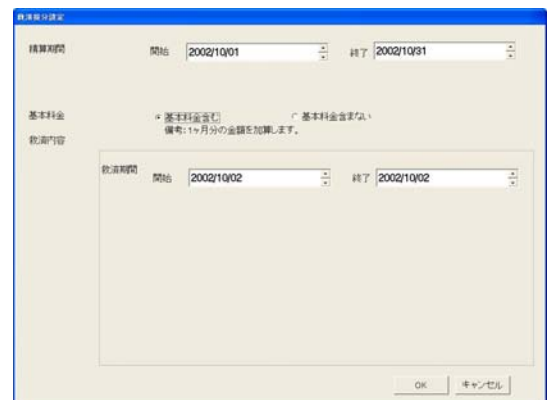 救済県分設定
精算期間 開始 2002/10/01 終了 2002/10/31
基本料金 基本料金含む 基本料金含まない
備考:1ヶ月分の金額を加算します。
救済内容
救済期間 開始 2002/10/02 終了 2002/10/02
OK キャンセル